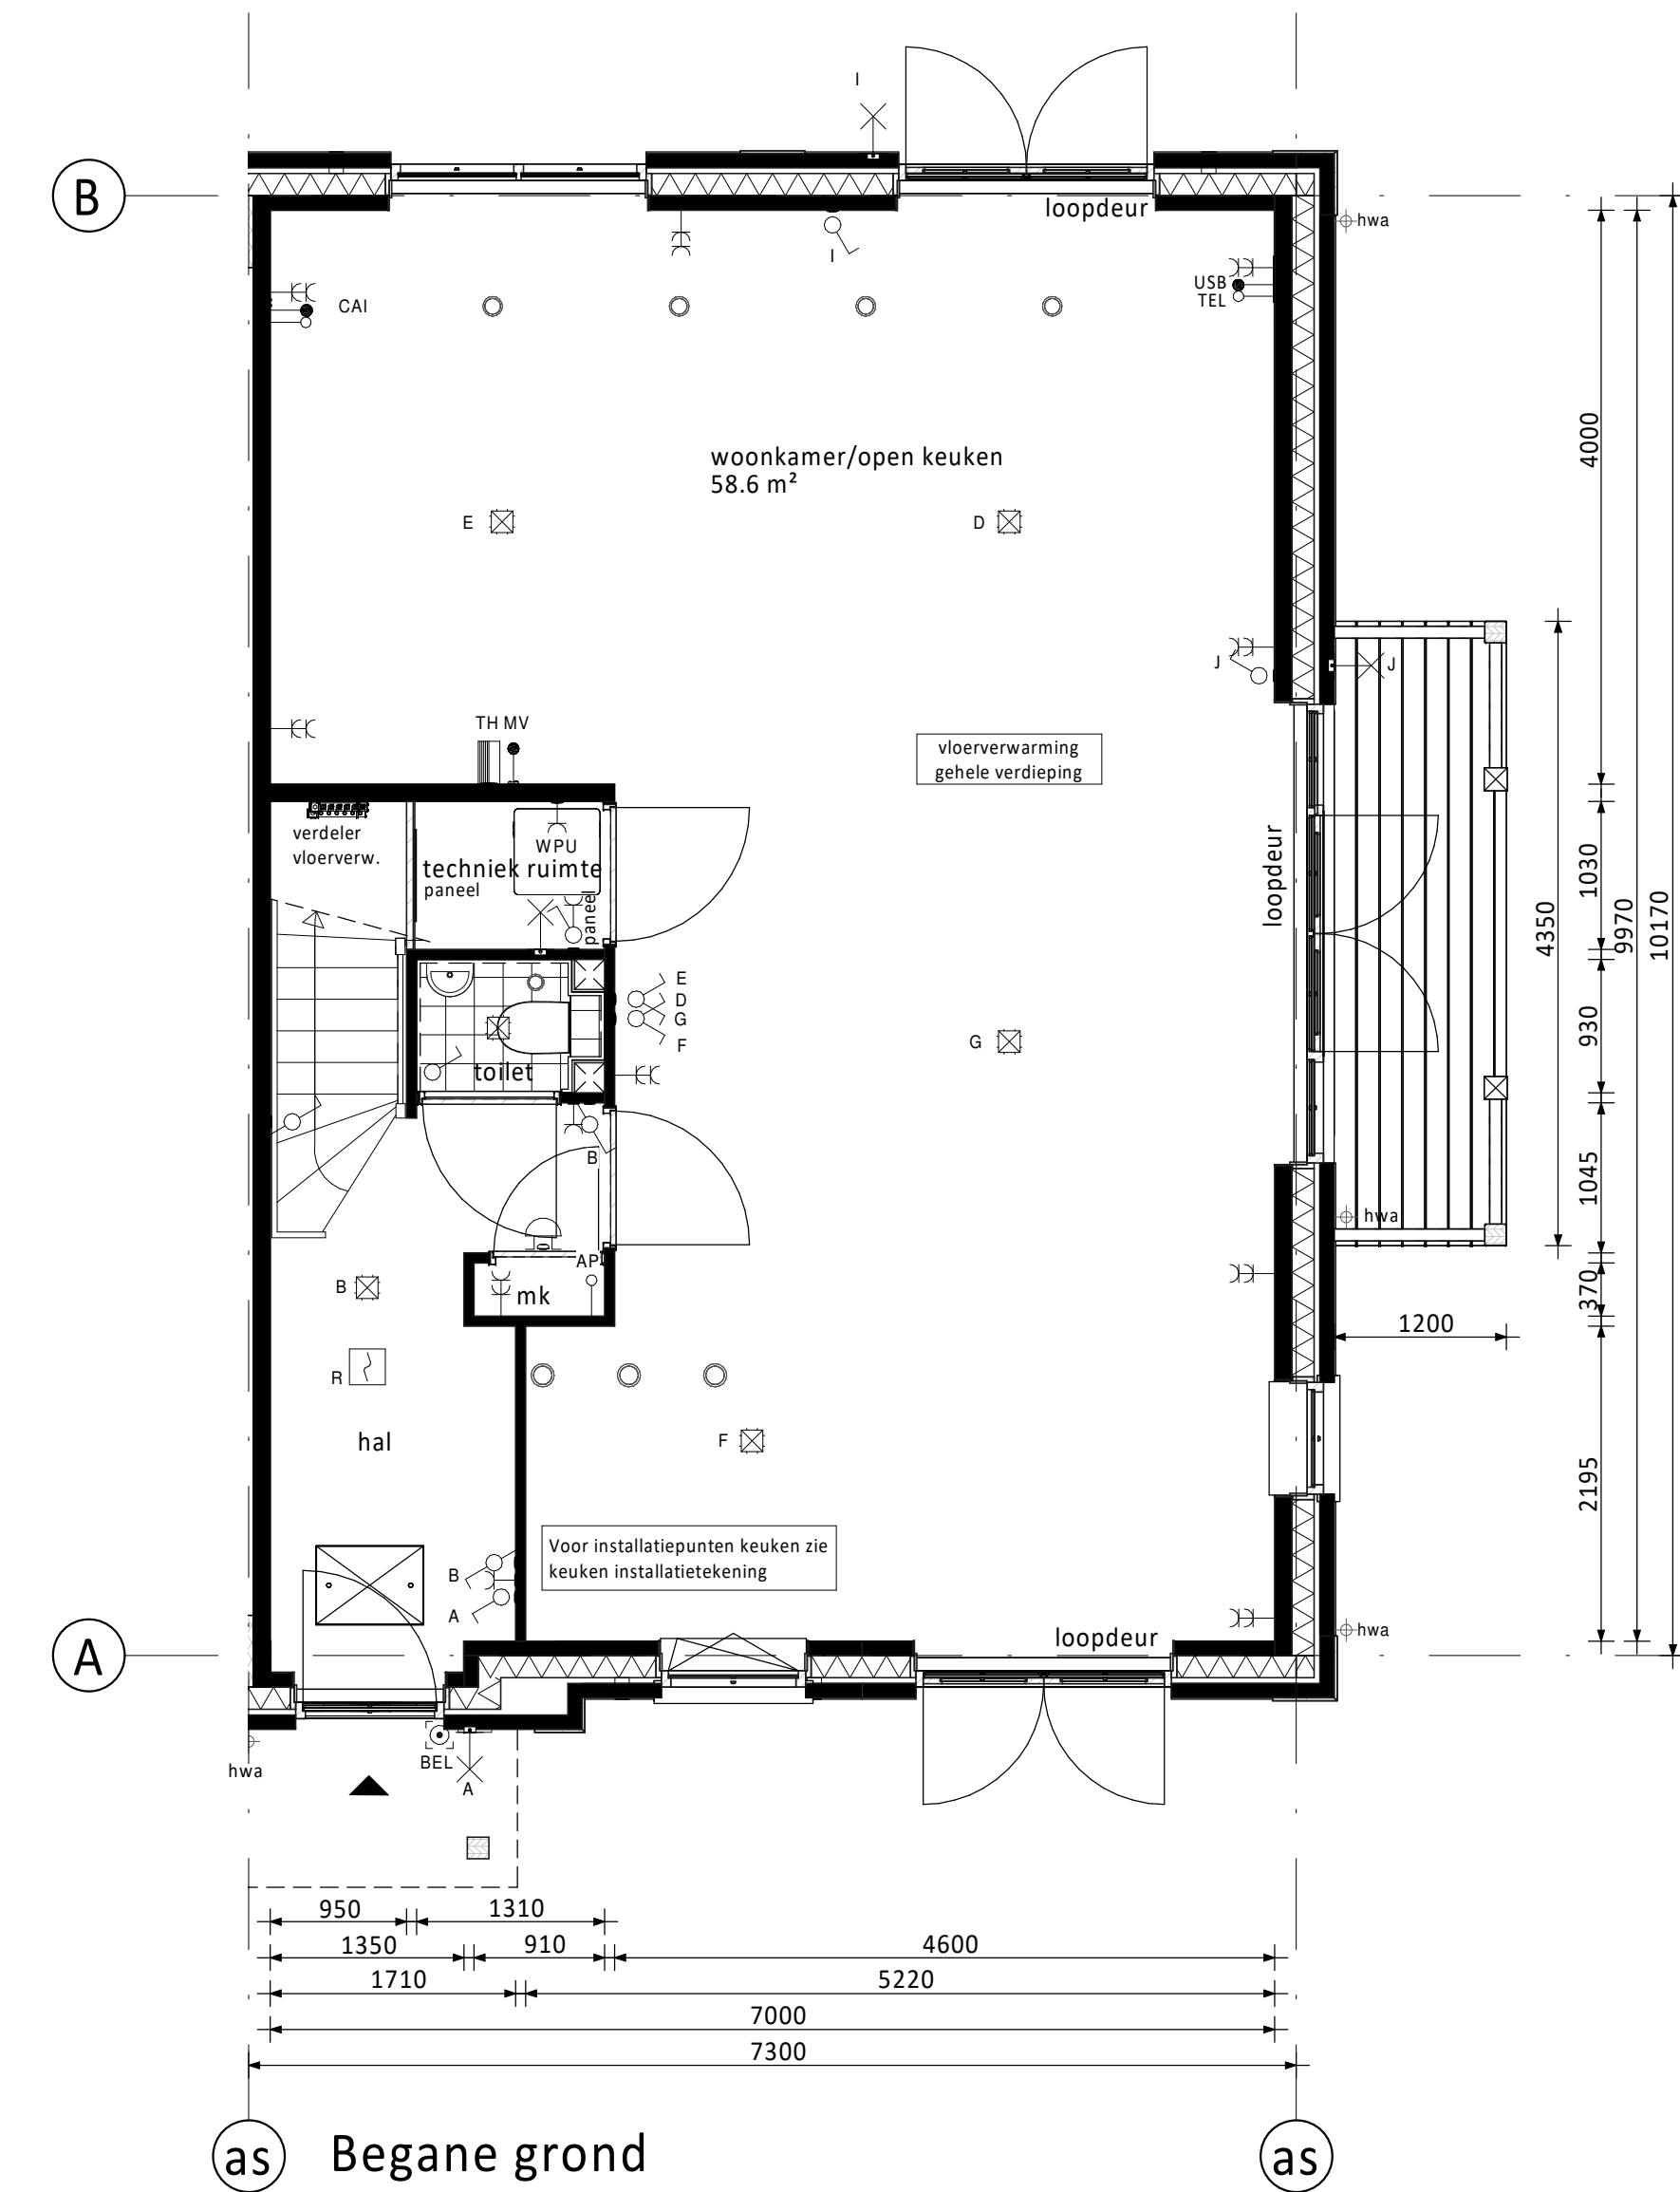 I
B
loopdeur
hwa
I
USB
TEL
CAI
woonkamer/open keuken
58.6 m²
E
D
4000
J
J
TH MV
vloerverwarming
gehele verdieping
verdeler
vloerverw.
WPU
techniek ruimte
paneel
paneel
loopdeur
1030
4350
9970
10170
E
D
G
F
G
930
toilet
B
1045
hwa
AP
B
mk
370
1200
R
F
hal
2195
Voor installatiepunten keuken zie
keuken installatietekening
B
A
A
loopdeur
hwa
BEL
hwa
A
950
1310
1350
910
4600
1710
5220
7000
7300
as
Begane grond
as